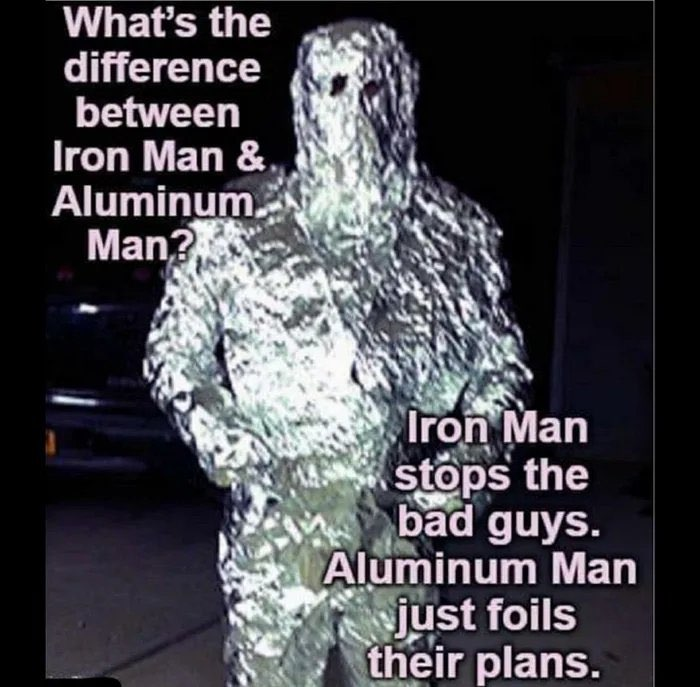 What's the
difference
between
Iron Man &
Aluminum
Man?
Iron Man
stops the
bad guys.
Aluminum Man
just foils
their plans.